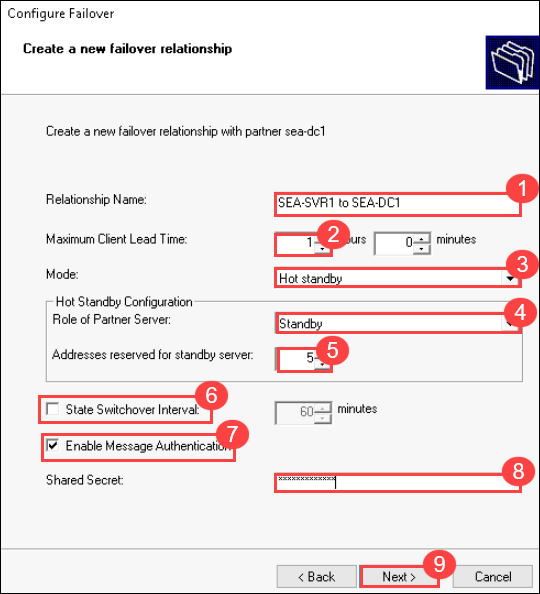 Configure Failover
Create a new failover relationship
Create a new failover relationship with partner sea-dc1
1
Relationship Name: SEA-SVR1 to SEA-DC1
2
Maximum Client Lead Time: 1 ours 0 minutes
3
Mode: Hot standby
Hot Standby Configuration
4
Role of Partner Server: Standby
5
Addresses reserved for standby server: 5
6
State Switchover Interval: 60 minutes
7
Enable Message Authentication
8
Shared Secret: *************
9
< Back Next > Cancel